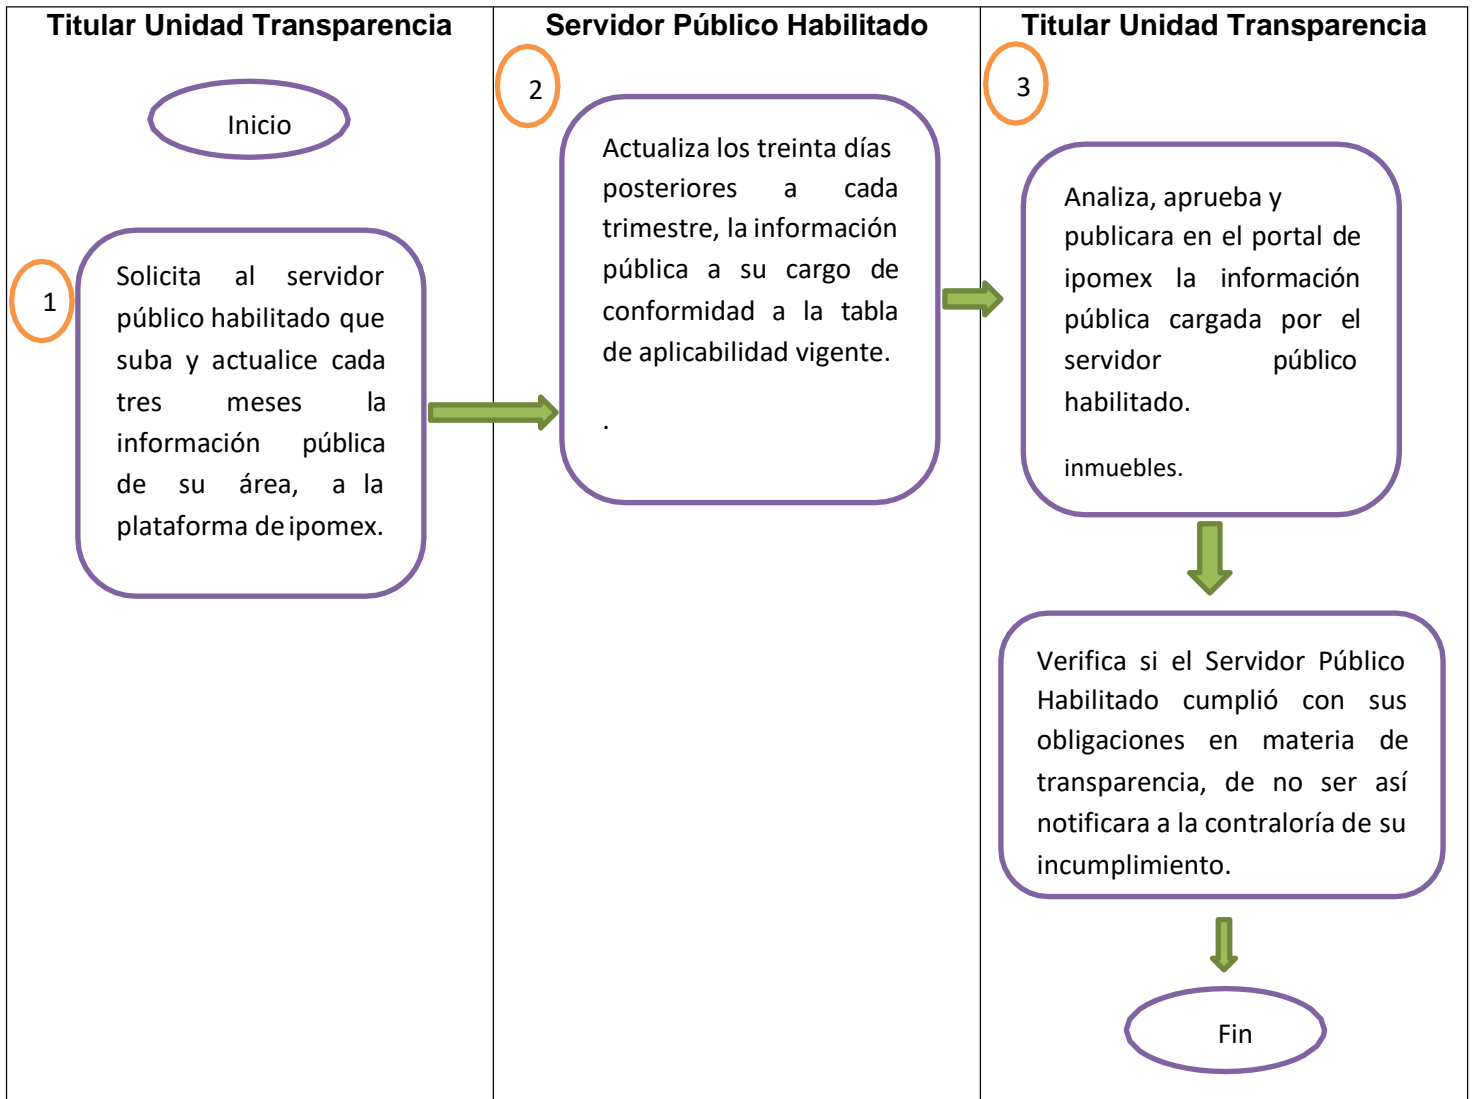 Titular Unidad Transparencia
Inicio
1
Solicita al servidor
público habilitado que
suba y actualice cada
tres meses la
información pública
de su área, a la
plataforma de ipomex.
Servidor Público Habilitado
2
Actualiza los treinta días
posteriores a cada
trimestre, la información
pública a su cargo de
conformidad a la tabla
de aplicabilidad vigente.
.
Titular Unidad Transparencia
3
Analiza, aprueba y
publicara en el portal de
ipomex la información
pública cargada por el
servidor público
habilitado.
inmuebles.
Verifica si el Servidor Público
Habilitado cumplió con sus
obligaciones en materia de
transparencia, de no ser así
notificara a la contraloría de su
incumplimiento.
Fin